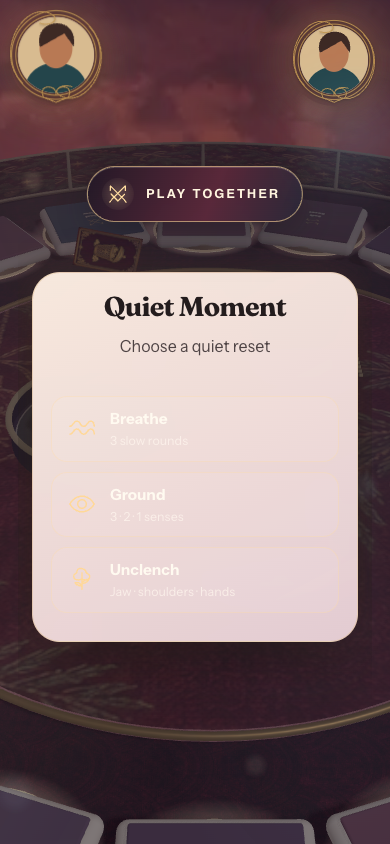 PLAY TOGETHER
Quiet Moment
Choose a quiet reset
Breathe
3 slow rounds
Ground
3·2·1 senses
Unclench
Jaw·shoulders·hands